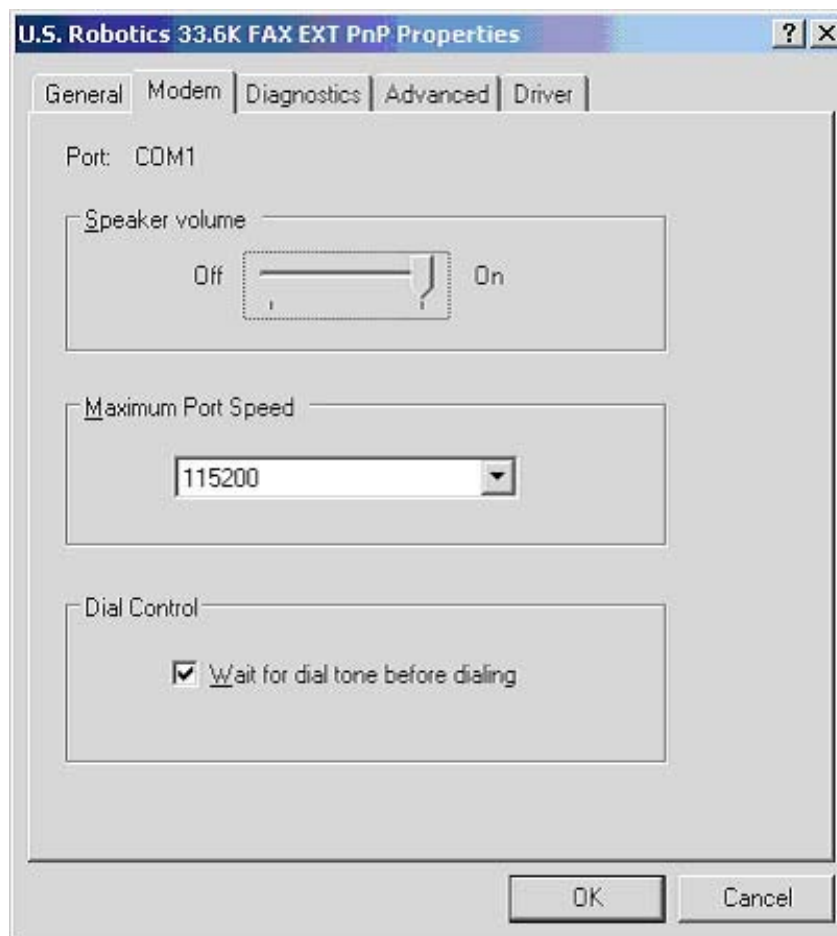 U.S. Robotics 33.6K FAX EXT PnP Properties
General Modem Diagnostics Advanced Driver
Port: COM1
Speaker volume
Off On
Maximum Port Speed
115200
Dial Control
Wait for dial tone before dialing
OK Cancel